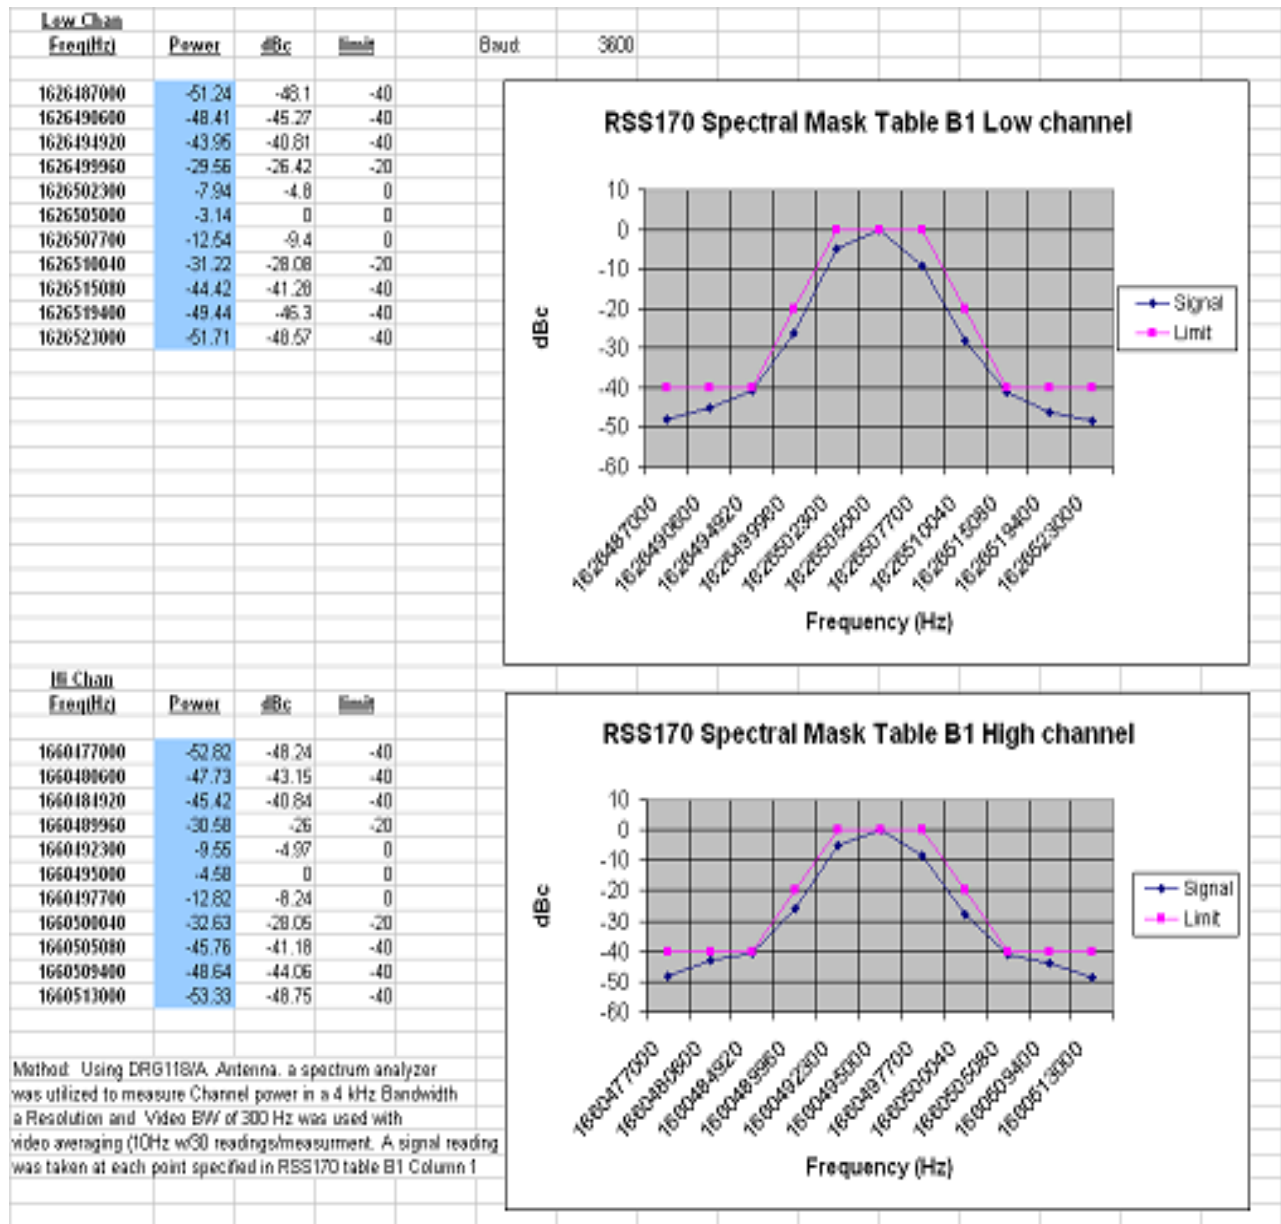 Low Chan
Freq(Hz) Power dBc limit Baud: 3600
1626487000 -51.24 -48.1 -40
1626490600 -48.41 -45.27 -40
1626494920 -43.95 -40.81 -40
1626499960 -29.56 -26.42 -20
1626502300 -7.94 -4.8 0
1626505000 -3.14 0 0
1626507700 -12.54 -9.4 0
1626510040 -31.22 -28.08 -20
1626515080 -44.42 -41.28 -40
1626519400 -49.44 -46.3 -40
1626523000 -51.71 -48.57 -40
RSS170 Spectral Mask Table B1 Low channel
10
0
-10
-20
-30
-40
-50
-60
dBc
1626487000
1626490600
1626494920
1626499960
1626502300
1626505000
1626507700
1626510040
1626515080
1626519400
1626523000
Frequency (Hz)
Signal
Limit
Hi Chan
Freq(Hz) Power dBc limit
1660477000 -52.82 -48.24 -40
1660480600 -47.73 -43.15 -40
1660484920 -45.42 -40.84 -40
1660489960 -30.58 -26 -20
1660492300 -9.55 -4.97 0
1660495000 -4.58 0 0
1660497700 -12.82 -8.24 0
1660500040 -32.63 -28.05 -20
1660505080 -45.76 -41.18 -40
1660509400 -48.64 -44.06 -40
1660513000 -53.33 -48.75 -40
RSS170 Spectral Mask Table B1 High channel
10
0
-10
-20
-30
-40
-50
-60
dBc
1660477000
1660480600
1660484920
1660489960
1660492300
1660495000
1660497700
1660500040
1660505080
1660509400
1660513000
Frequency (Hz)
Signal
Limit
Method: Using DRG118/A Antenna. a spectrum analyzer
was utilized to measure Channel power in a 4 kHz Bandwidth
a Resolution and Video BW of 300 Hz was used with
video averaging (10Hz w/30 readings/measurment. A signal reading
was taken at each point specified in RSS170 table B1 Column 1